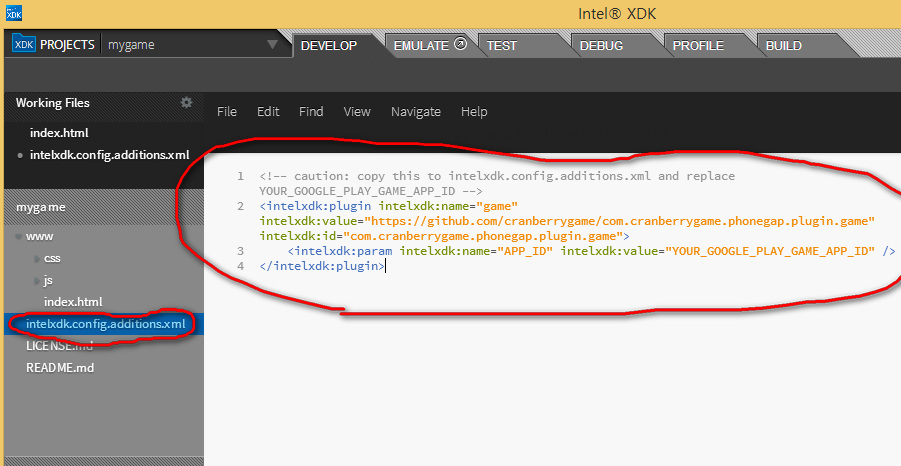 XDK
Intel® XDK
XDK PROJECTS mygame DEVELOP EMULATE TEST DEBUG PROFILE BUILD
Working Files
index.html
intelxdk.config.additions.xml
mygame
www
css
js
index.html
intelxdk.config.additions.xml
LICENSE.md
README.md
File Edit Find View Navigate Help
1 <!-- caution: copy this to intelxdk.config.additions.xml and replace
YOUR_GOOGLE_PLAY_GAME_APP_ID -->
2 <intelxdk:plugin intelxdk:name="game"
intelxdk:value="https://github.com/cranberrygame/com.cranberrygame.phonegap.plugin.game"
intelxdk:id="com.cranberrygame.phonegap.plugin.game">
3 <intelxdk:param intelxdk:name="APP_ID" intelxdk:value="YOUR_GOOGLE_PLAY_GAME_APP_ID" />
4 </intelxdk:plugin>